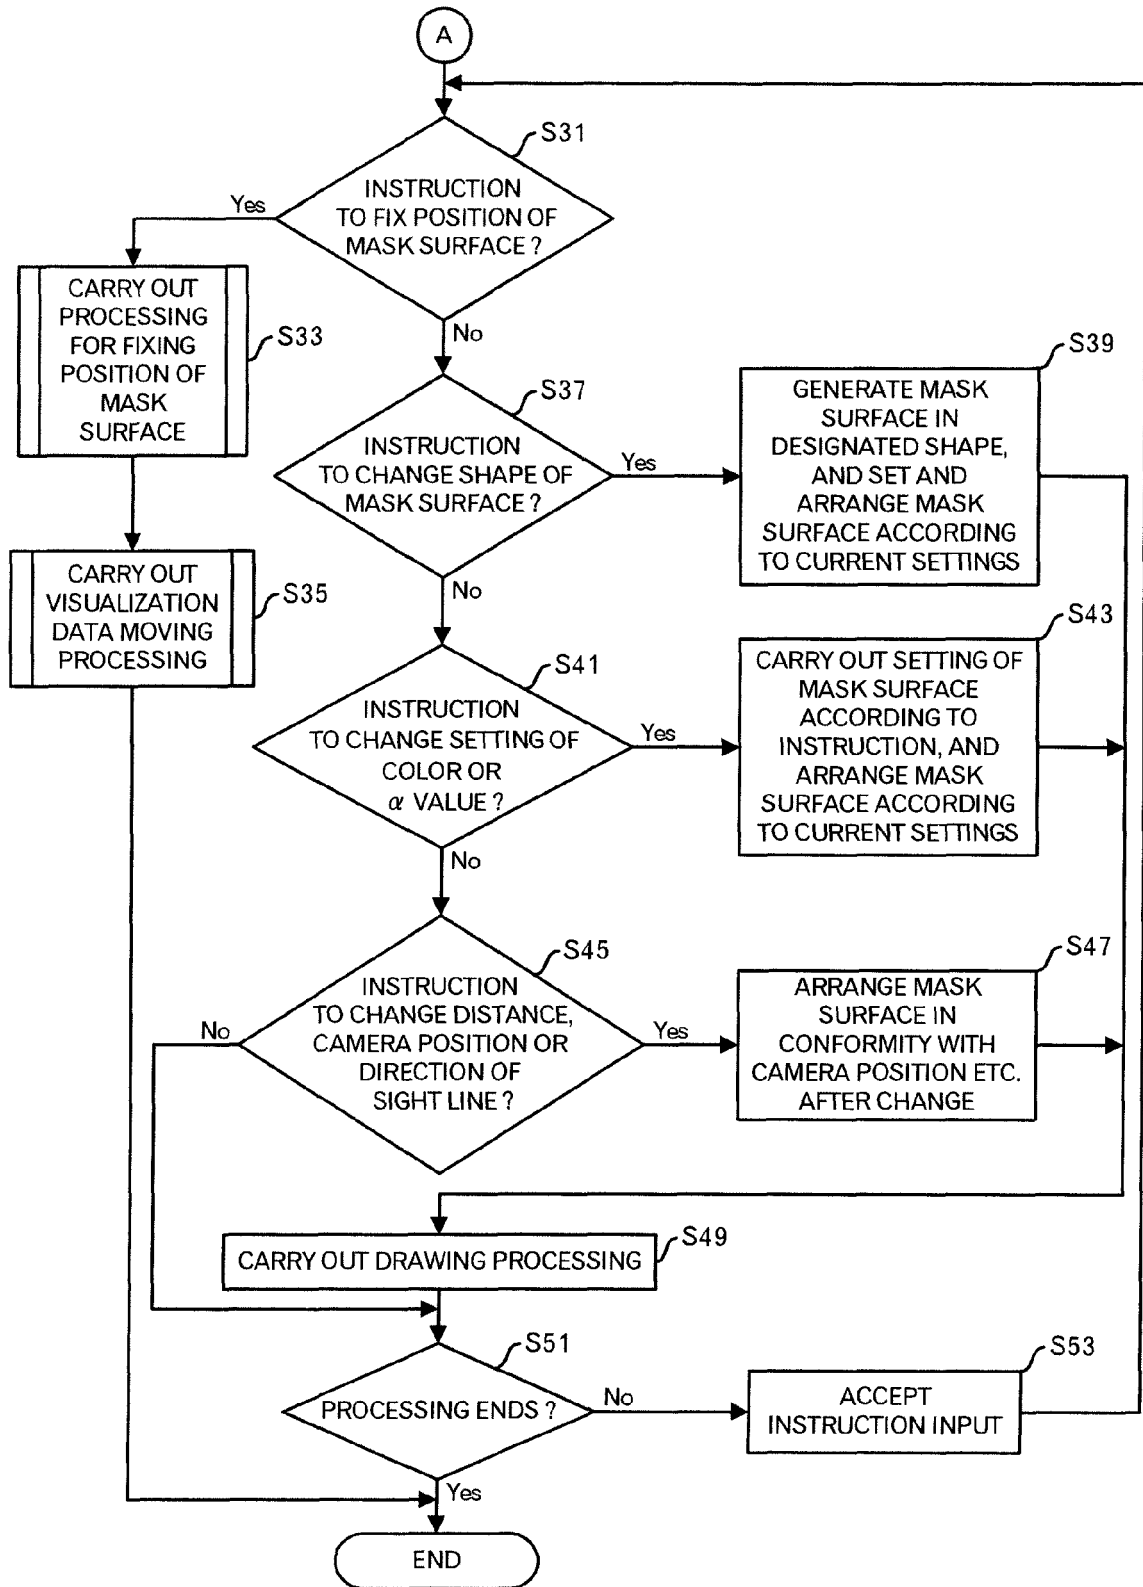 A
S31
INSTRUCTION
TO FIX POSITION OF
MASK SURFACE ?
Yes
No
CARRY OUT
PROCESSING
FOR FIXING
POSITION OF
MASK
SURFACE
S33
S37
INSTRUCTION
TO CHANGE SHAPE OF
MASK SURFACE ?
Yes
No
S39
GENERATE MASK
SURFACE IN
DESIGNATED SHAPE,
AND SET AND
ARRANGE MASK
SURFACE ACCORDING
TO CURRENT SETTINGS
CARRY OUT
VISUALIZATION
DATA MOVING
PROCESSING
S35
S41
INSTRUCTION
TO CHANGE SETTING OF
COLOR OR
α VALUE ?
Yes
No
S43
CARRY OUT SETTING OF
MASK SURFACE
ACCORDING TO
INSTRUCTION, AND
ARRANGE MASK
SURFACE ACCORDING
TO CURRENT SETTINGS
S45
INSTRUCTION
TO CHANGE DISTANCE,
CAMERA POSITION OR
DIRECTION OF
SIGHT LINE ?
No
Yes
S47
ARRANGE MASK
SURFACE IN
CONFORMITY WITH
CAMERA POSITION ETC.
AFTER CHANGE
CARRY OUT DRAWING PROCESSING
S49
S51
PROCESSING ENDS ?
No
Yes
S53
ACCEPT
INSTRUCTION INPUT
END